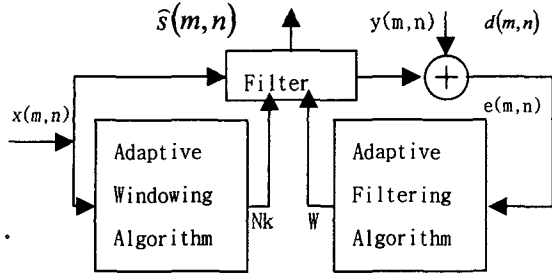 ŝ(m,n)
y(m,n)
d(m,n)
Filter
+
x(m,n)
e(m,n)
Adaptive
Windowing
Algorithm
Nk
W
Adaptive
Filtering
Algorithm